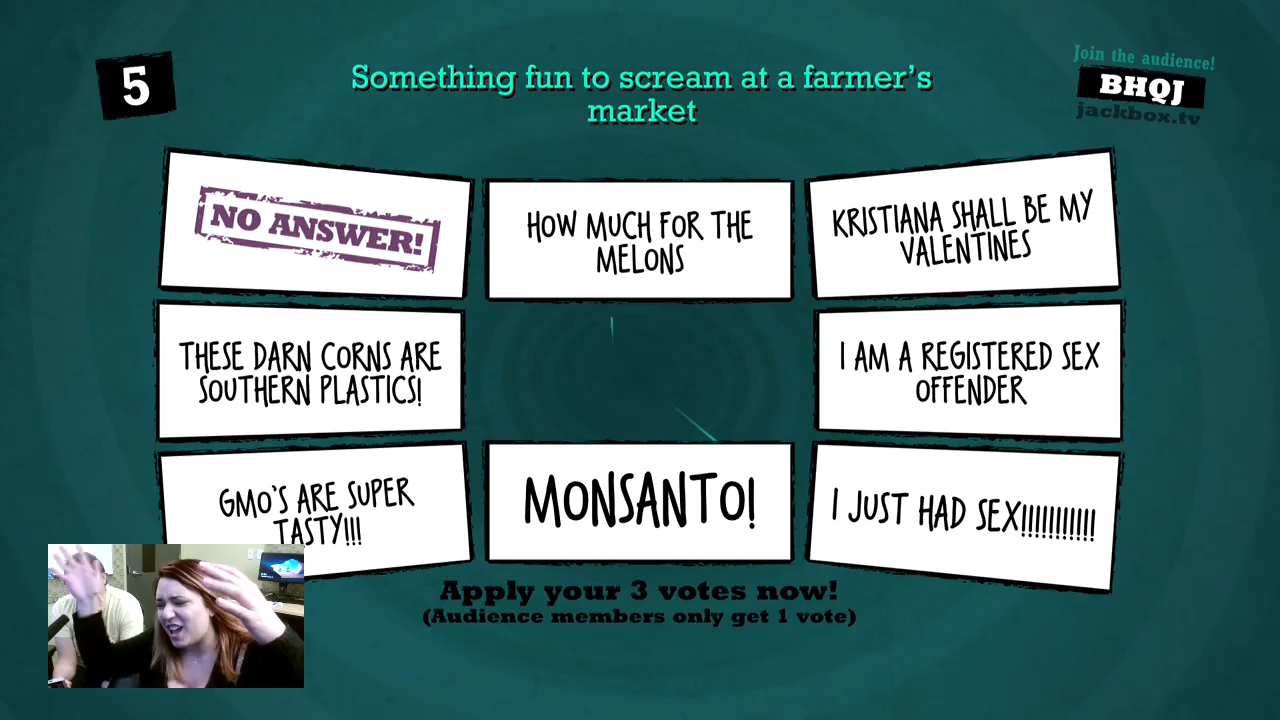 5
Something fun to scream at a farmer's
market
Join the audience!
BHQJ
jackbox.tv
NO ANSWER!
HOW MUCH FOR THE
MELONS
KRISTIANA SHALL BE MY
VALENTINES
THESE DARN CORNS ARE
SOUTHERN PLASTICS!
I AM A REGISTERED SEX
OFFENDER
GMO'S ARE SUPER
TASTY!!!
MONSANTO!
I JUST HAD SEX!!!!!!!!!!!
Apply your 3 votes now!
(Audience members only get 1 vote)